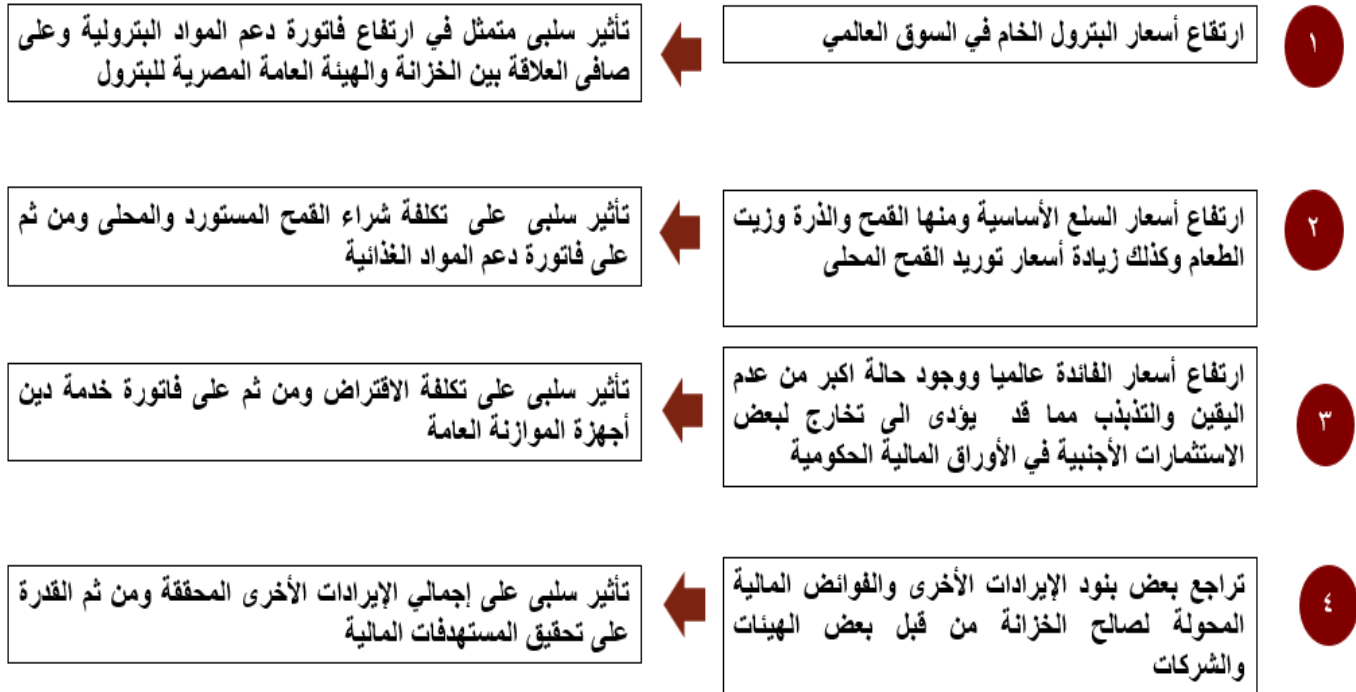 ١
ارتفاع أسعار البترول الخام في السوق العالمي
تأثير سلبى متمثل في ارتفاع فاتورة دعم المواد البترولية وعلى
صافى العلاقة بين الخزانة والهيئة العامة المصرية للبترول
٢
ارتفاع أسعار السلع الأساسية ومنها القمح والذرة وزيت
الطعام وكذلك زيادة أسعار توريد القمح المحلى
تأثير سلبى على تكلفة شراء القمح المستورد والمحلى ومن ثم
على فاتورة دعم المواد الغذائية
٣
ارتفاع أسعار الفائدة عالميا ووجود حالة اكبر من عدم
اليقين والتذبذب مما قد يؤدى الى تخارج لبعض
الاستثمارات الأجنبية في الأوراق المالية الحكومية
تأثير سلبى على تكلفة الاقتراض ومن ثم على فاتورة خدمة دين
أجهزة الموازنة العامة
٤
تراجع بعض بنود الإيرادات الأخرى والفوائض المالية
المحولة لصالح الخزانة من قبل بعض الهيئات
والشركات
تأثير سلبى على إجمالي الإيرادات الأخرى المحققة ومن ثم القدرة
على تحقيق المستهدفات المالية